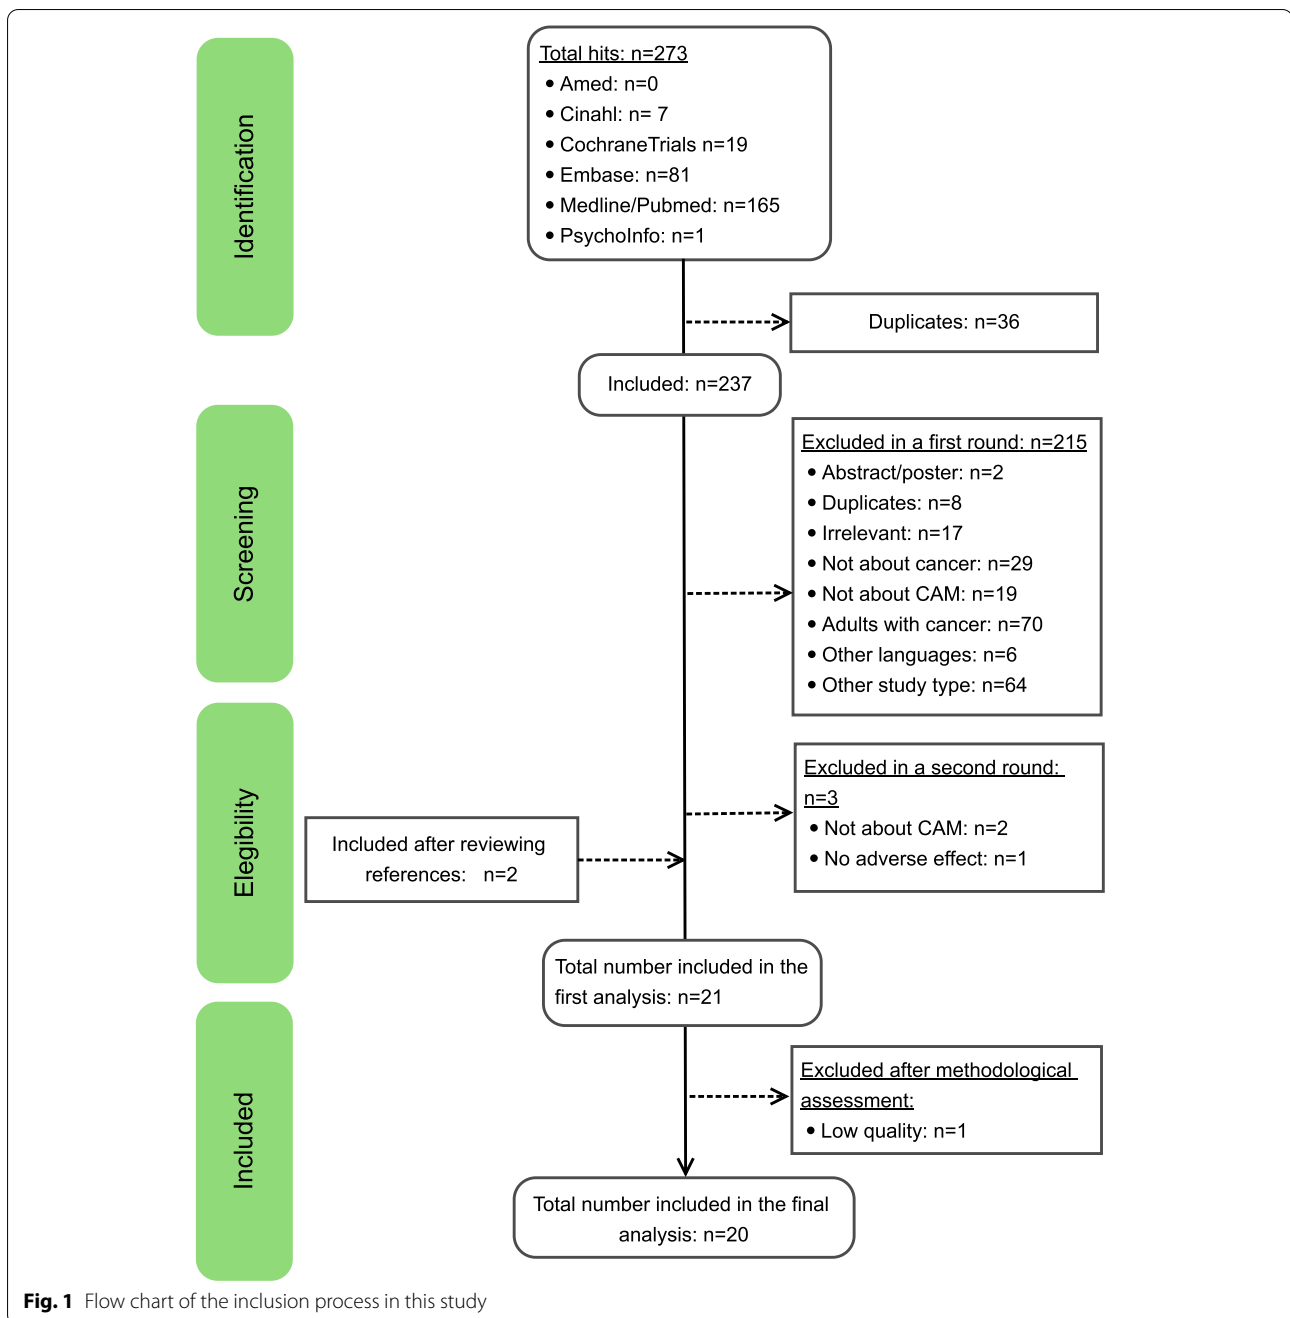 Identification
Total hits: n=273
• Amed: n=0
• Cinahl: n= 7
• CochraneTrials n=19
• Embase: n=81
• Medline/Pubmed: n=165
• PsychoInfo: n=1
Duplicates: n=36
Included: n=237
Screening
Excluded in a first round: n=215
• Abstract/poster: n=2
• Duplicates: n=8
• Irrelevant: n=17
• Not about cancer: n=29
• Not about CAM: n=19
• Adults with cancer: n=70
• Other languages: n=6
• Other study type: n=64
Elegibility
Excluded in a second round:
n=3
• Not about CAM: n=2
• No adverse effect: n=1
Included after reviewing
references: n=2
Total number included in the
first analysis: n=21
Included
Excluded after methodological
assessment:
• Low quality: n=1
Total number included in the final
analysis: n=20
Fig. 1 Flow chart of the inclusion process in this study